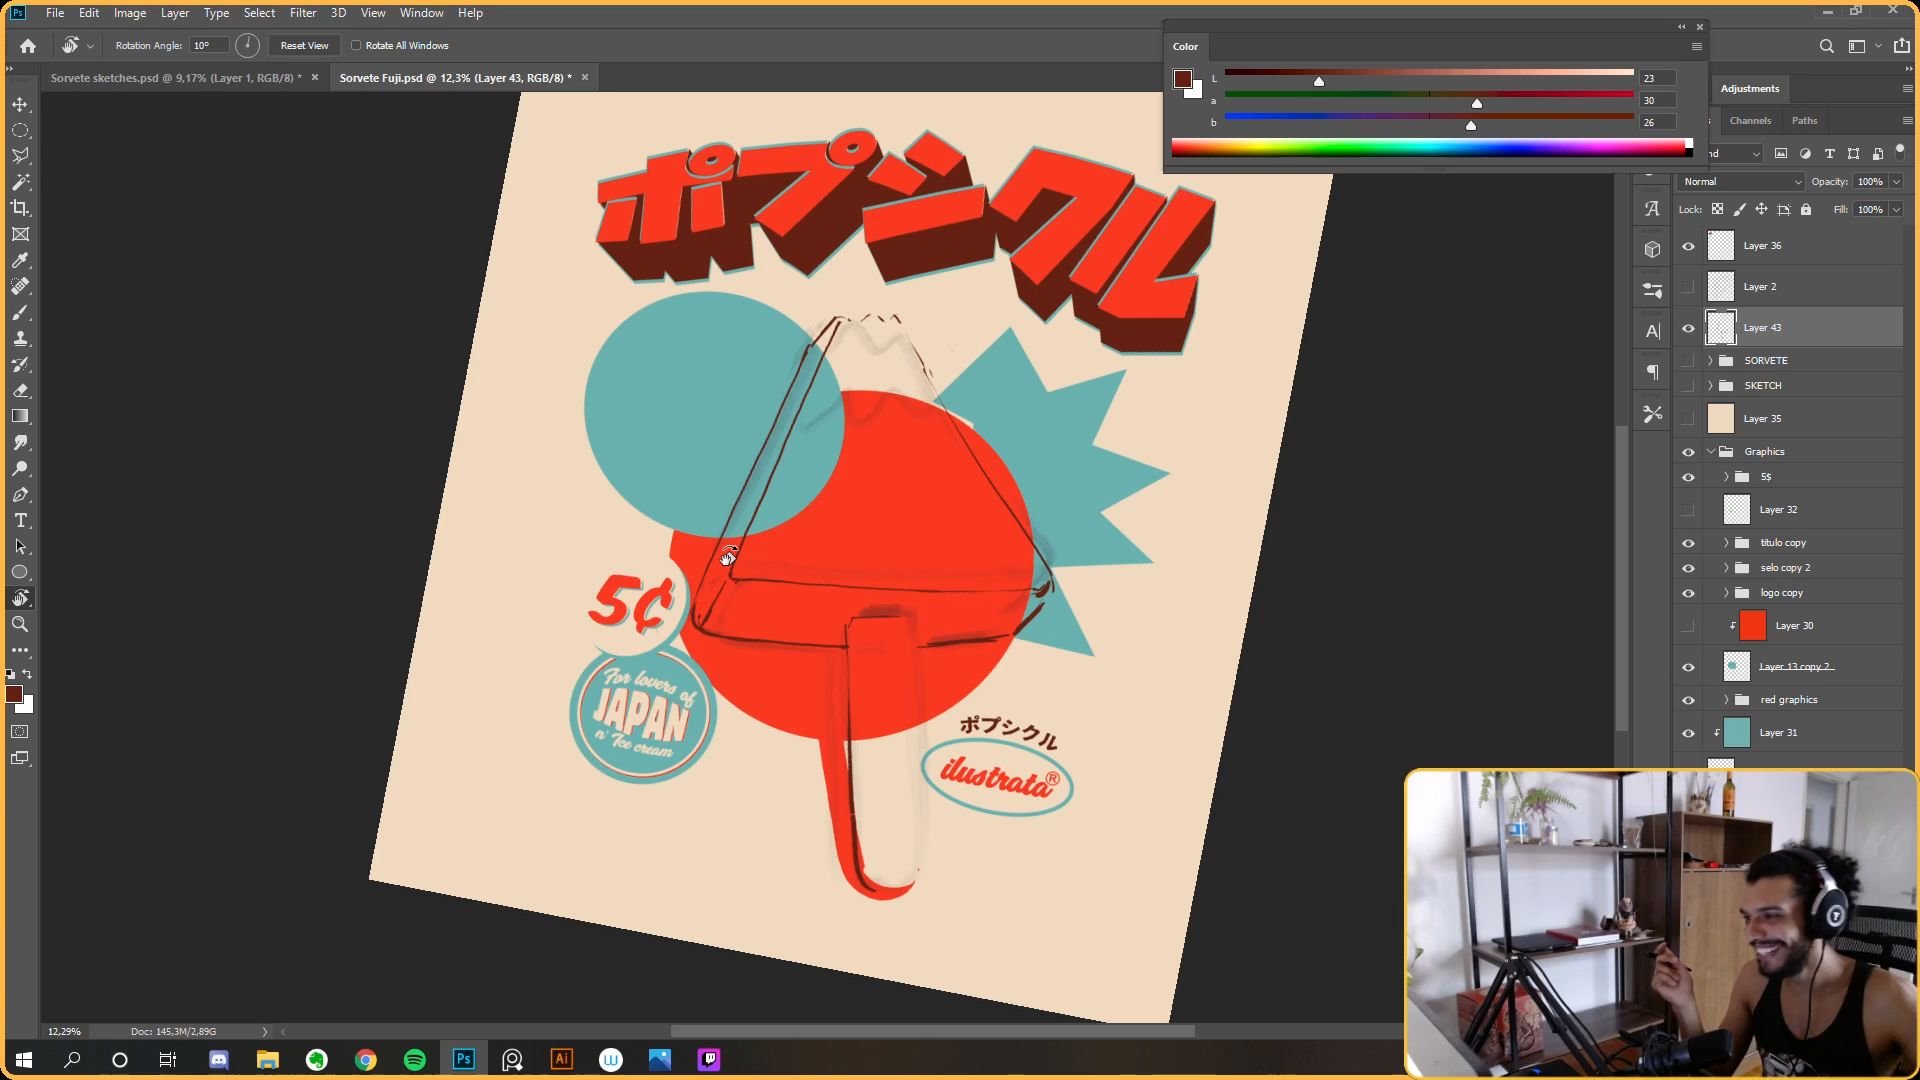 Ps File Edit Image Layer Type Select Filter 3D View Window Help
Rotation Angle: 10° Reset View Rotate All Windows
Sorvete sketches.psd @ 9,17% (Layer 1, RGB/8) * × Sorvete Fuji.psd @ 12,3% (Layer 43, RGB/8) * ×
Color
L 23
a 30
b 26
Adjustments
Channels Paths
Normal Opacity: 100%
Lock: Fill: 100%
Layer 36
Layer 2
Layer 43
SORVETE
SKETCH
Layer 35
Graphics
5$
Layer 32
titulo copy
selo copy 2
logo copy
Layer 30
Layer 13 copy 2
red graphics
Layer 31
ポプシクル
5¢
For lovers of
JAPAN
n' Ice cream
ポプシクル
ilustrata®
12,29% Doc: 145,3M/2,89G
Ps Ai